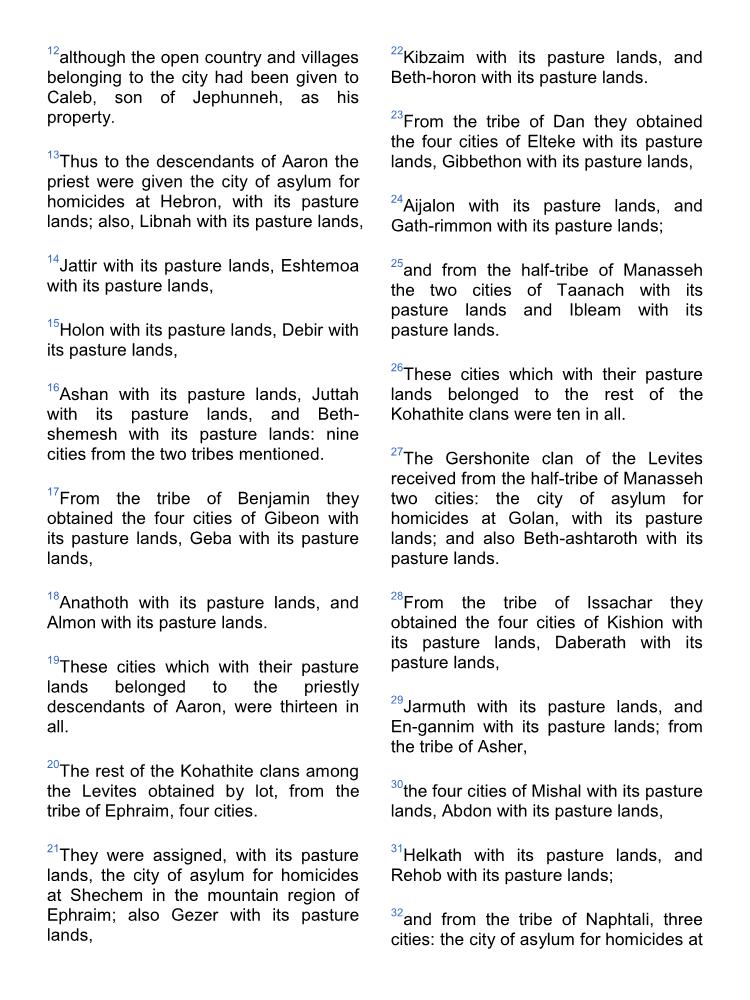 12although the open country and villages
belonging to the city had been given to
Caleb, son of Jephunneh, as his
property.
13Thus to the descendants of Aaron the
priest were given the city of asylum for
homicides at Hebron, with its pasture
lands; also, Libnah with its pasture lands,
14Jattir with its pasture lands, Eshtemoa
with its pasture lands,
15Holon with its pasture lands, Debir with
its pasture lands,
16Ashan with its pasture lands, Juttah
with its pasture lands, and Beth-
shemesh with its pasture lands: nine
cities from the two tribes mentioned.
17From the tribe of Benjamin they
obtained the four cities of Gibeon with
its pasture lands, Geba with its pasture
lands,
18Anathoth with its pasture lands, and
Almon with its pasture lands.
19These cities which with their pasture
lands belonged to the priestly
descendants of Aaron, were thirteen in
all.
20The rest of the Kohathite clans among
the Levites obtained by lot, from the
tribe of Ephraim, four cities.
21They were assigned, with its pasture
lands, the city of asylum for homicides
at Shechem in the mountain region of
Ephraim; also Gezer with its pasture
lands,
22Kibzaim with its pasture lands, and
Beth-horon with its pasture lands.
23From the tribe of Dan they obtained
the four cities of Elteke with its pasture
lands, Gibbethon with its pasture lands,
24Aijalon with its pasture lands, and
Gath-rimmon with its pasture lands;
25and from the half-tribe of Manasseh
the two cities of Taanach with its
pasture lands and Ibleam with its
pasture lands.
26These cities which with their pasture
lands belonged to the rest of the
Kohathite clans were ten in all.
27The Gershonite clan of the Levites
received from the half-tribe of Manasseh
two cities: the city of asylum for
homicides at Golan, with its pasture
lands; and also Beth-ashtaroth with its
pasture lands.
28From the tribe of Issachar they
obtained the four cities of Kishion with
its pasture lands, Daberath with its
pasture lands,
29Jarmuth with its pasture lands, and
En-gannim with its pasture lands; from
the tribe of Asher,
30the four cities of Mishal with its pasture
lands, Abdon with its pasture lands,
31Helkath with its pasture lands, and
Rehob with its pasture lands;
32and from the tribe of Naphtali, three
cities: the city of asylum for homicides at